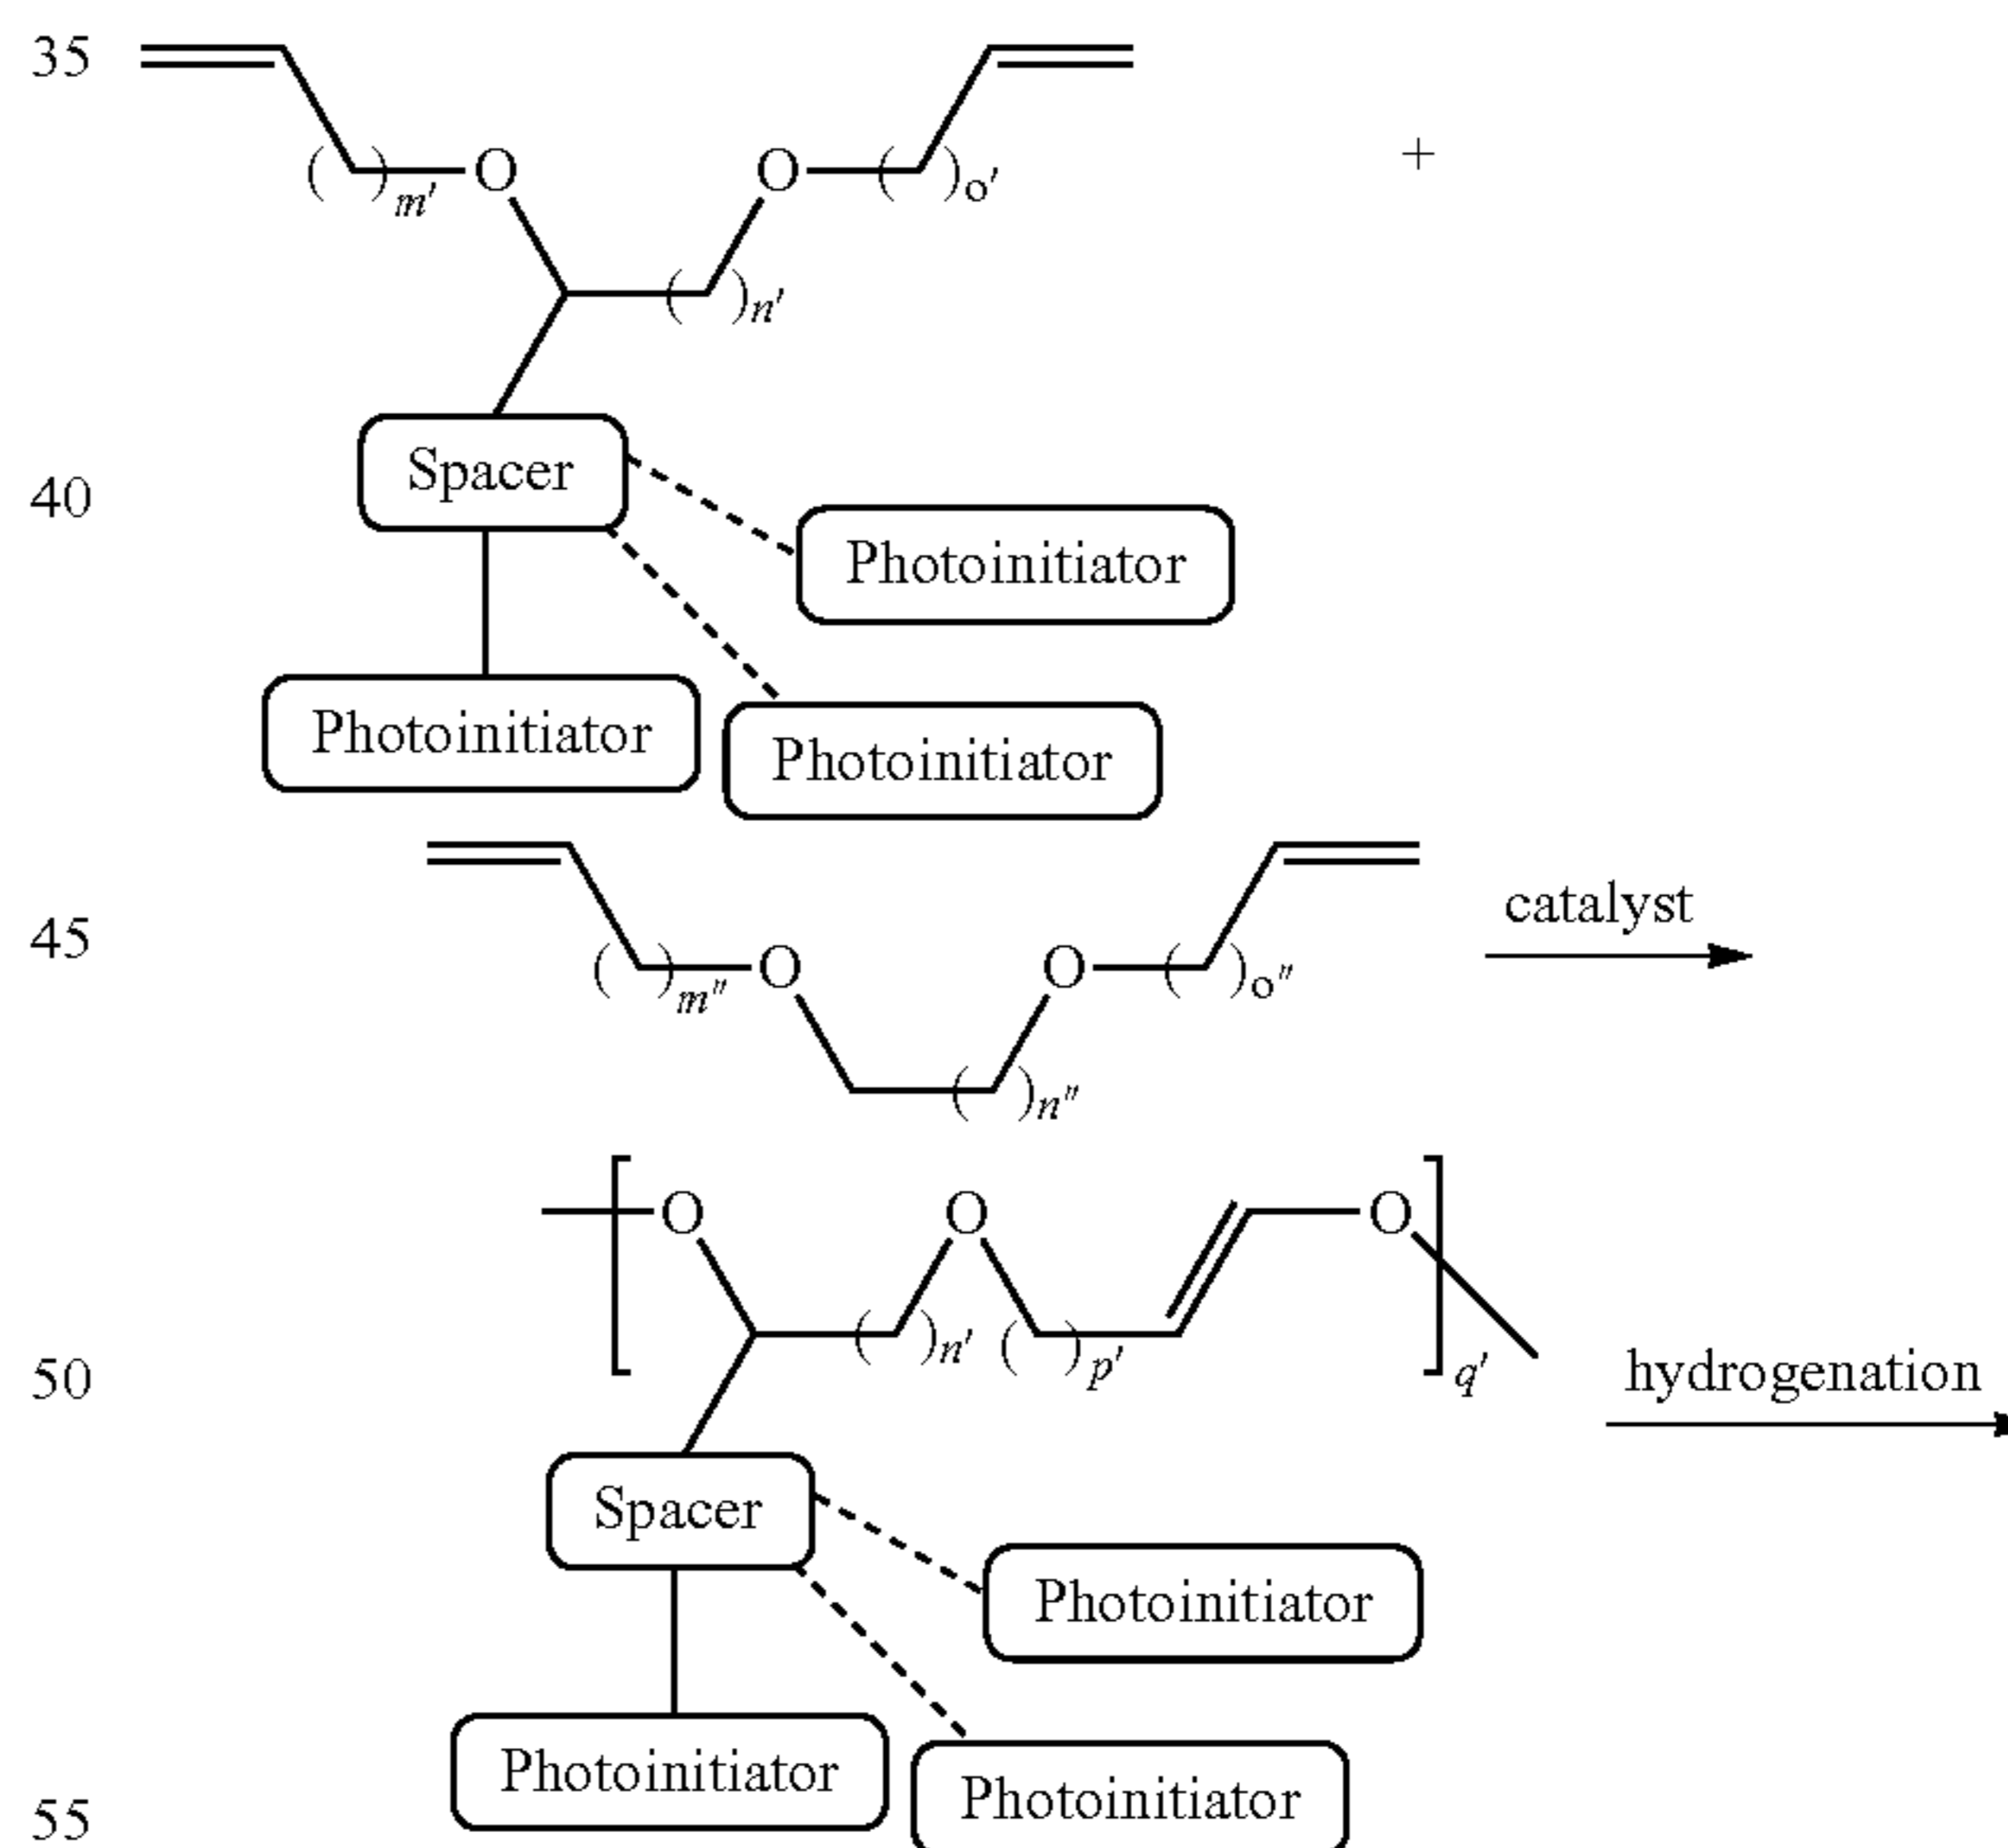 35
O O
( )m' ( )o' +
( )n'
40
Spacer
Photoinitiator
Photoinitiator
Photoinitiator
45
catalyst
( )m" O O ( )o"
( )n"
[ O O O ]q'
( )n' ( )p'
50
hydrogenation
Spacer
Photoinitiator
Photoinitiator
Photoinitiator
55